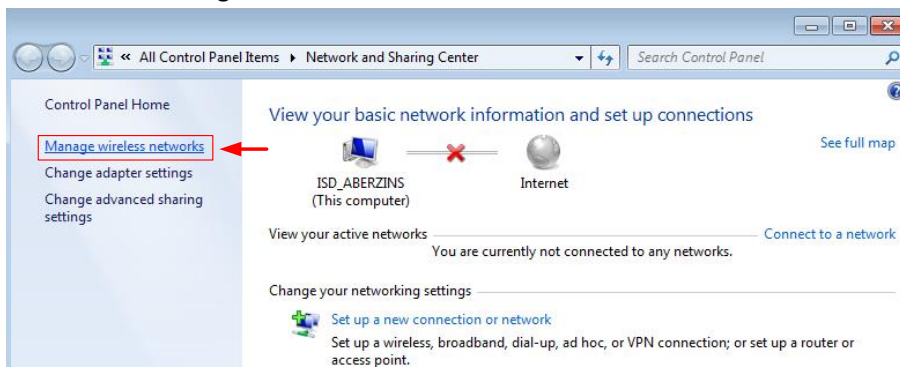 « All Control Panel Items ▸ Network and Sharing Center
Search Control Panel
Control Panel Home
Manage wireless networks
Change adapter settings
Change advanced sharing
settings
View your basic network information and set up connections
See full map
ISD_ABERZINS
(This computer)
Internet
View your active networks
Connect to a network
You are currently not connected to any networks.
Change your networking settings
Set up a new connection or network
Set up a wireless, broadband, dial-up, ad hoc, or VPN connection; or set up a router or
access point.